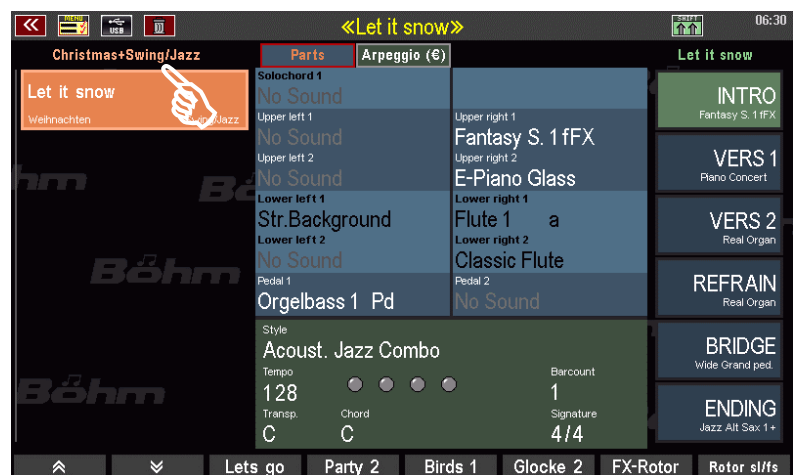 MENU
USB
«Let it snow»
SHIFT
06:30
Christmas+Swing/Jazz
Parts
Arpeggio (€)
Let it snow
Let it snow
Weihnachten
Swing/Jazz
Solochord 1
No Sound
Upper left 1
No Sound
Upper right 1
Fantasy S. 1 fFX
Upper left 2
No Sound
Upper right 2
E-Piano Glass
Lower left 1
Str.Background
Lower right 1
Flute 1 a
Lower left 2
No Sound
Lower right 2
Classic Flute
Pedal 1
Orgelbass 1 Pd
Pedal 2
No Sound
Style
Acoust. Jazz Combo
Tempo
128
Barcount
1
Transp.
C
Chord
C
Signature
4/4
INTRO
Fantasy S. 1 fFX
VERS 1
Piano Concert
VERS 2
Real Organ
REFRAIN
Real Organ
BRIDGE
Wide Grand ped.
ENDING
Jazz Alt Sax 1+
Böhm
Böhm
Lets go
Party 2
Birds 1
Glocke 2
FX-Rotor
Rotor sl/fs